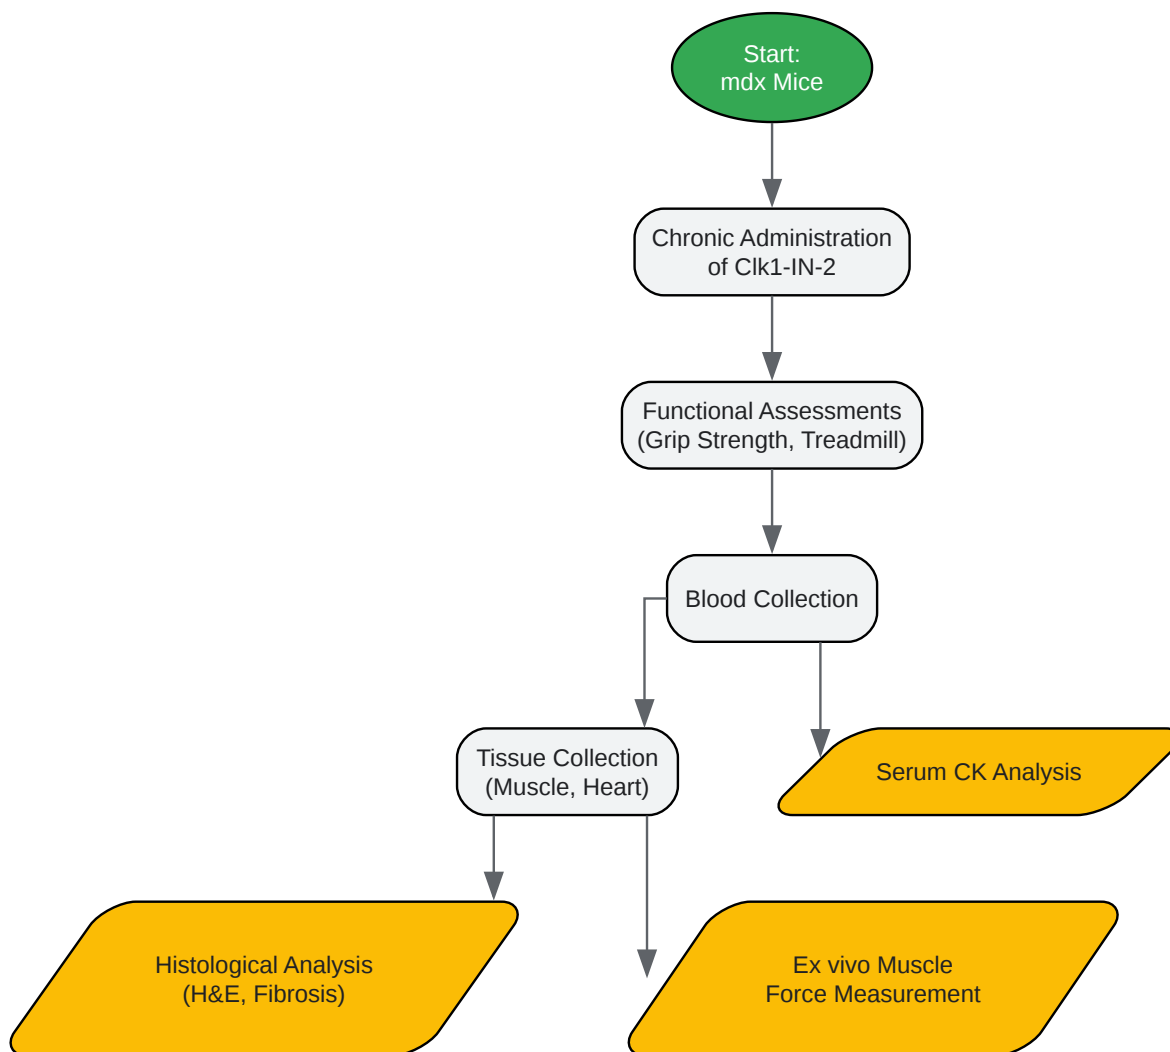 Start:
mdx Mice
Chronic Administration
of Clk1-IN-2
Functional Assessments
(Grip Strength, Treadmill)
Blood Collection
Tissue Collection
(Muscle, Heart)
Serum CK Analysis
Histological Analysis
(H&E, Fibrosis)
Ex vivo Muscle
Force Measurement